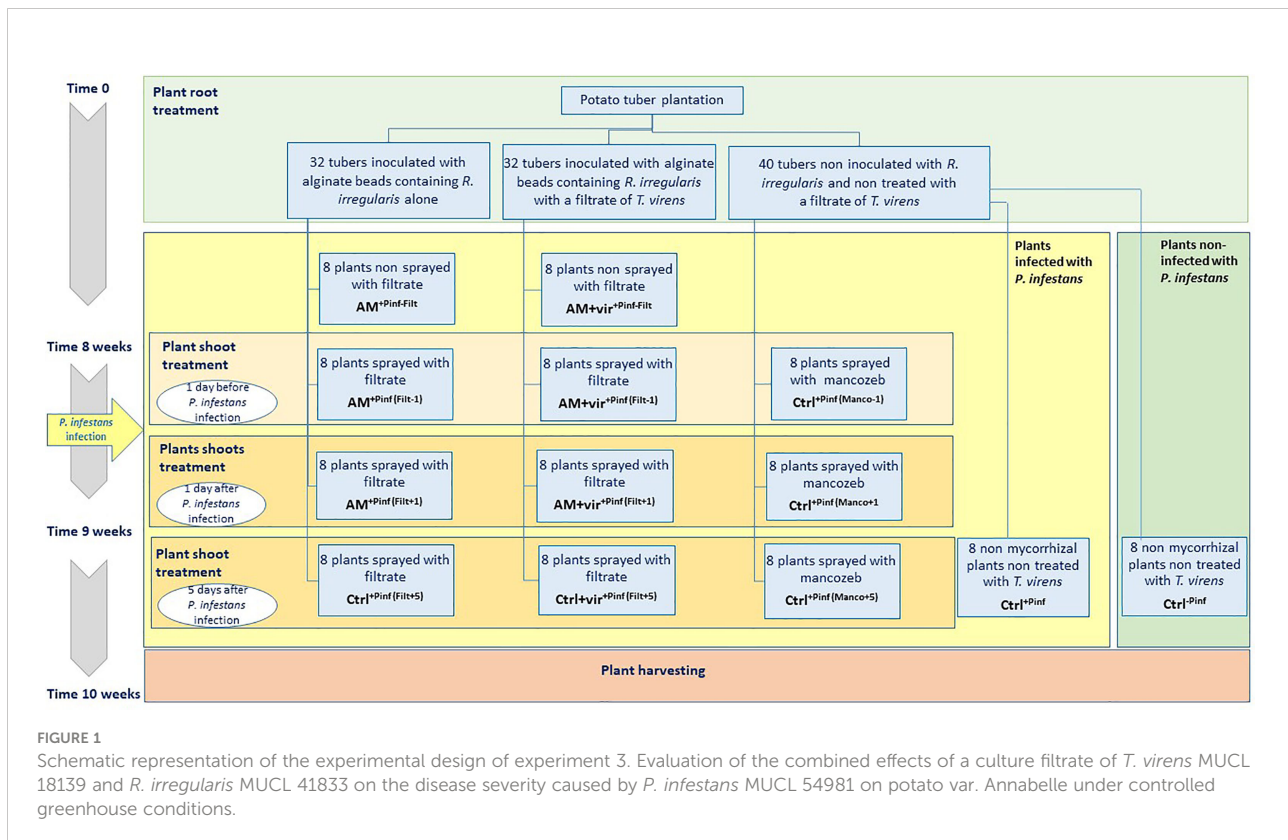 Time 0
Plant root
treatment
Potato tuber plantation
32 tubers inoculated with
alginate beads containing R.
irregularis alone
32 tubers inoculated with alginate
beads containing R. irregularis
with a filtrate of T. virens
40 tubers non inoculated with R.
irregularis and non treated with
a filtrate of T. virens
Plants
infected with
P. infestans
Plants non-
infected with
P. infestans
8 plants non sprayed
with filtrate
AM+Pinf-Filt
8 plants non sprayed
with filtrate
AM+vir+Pinf-Filt
Time 8 weeks
Plant shoot
treatment
1 day before
P. infestans
infection
8 plants sprayed with
filtrate
AM+Pinf (Filt-1)
8 plants sprayed with
filtrate
AM+vir+Pinf (Filt-1)
8 plants sprayed
with mancozeb
Ctrl+Pinf (Manco-1)
P. infestans
infection
Plants shoots
treatment
1 day after
P. infestans
infection
8 plants sprayed with
filtrate
AM+Pinf (Filt+1)
8 plants sprayed with
filtrate
AM+vir+Pinf (Filt+1)
8 plants sprayed with
mancozeb
Ctrl+Pinf (Manco+1
Time 9 weeks
Plant shoot
treatment
5 days after
P. infestans
infection
8 plants sprayed with
filtrate
Ctrl+Pinf (Filt+5)
8 plants sprayed with
filtrate
Ctrl+vir+Pinf (Filt+5)
8 plants sprayed with
mancozeb
Ctrl+Pinf (Manco+5)
8 non mycorrhizal
plants non treated
with T. virens
Ctrl+Pinf
8 non mycorrhizal
plants non treated
with T. virens
Ctrl-Pinf
Plant harvesting
Time 10 weeks
FIGURE 1
Schematic representation of the experimental design of experiment 3. Evaluation of the combined effects of a culture filtrate of T. virens MUCL
18139 and R. irregularis MUCL 41833 on the disease severity caused by P. infestans MUCL 54981 on potato var. Annabelle under controlled
greenhouse conditions.